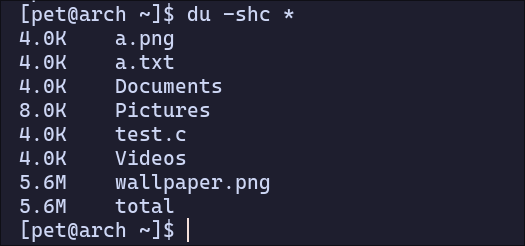 [pet@arch ~]$ du -shc *
4.0K    a.png
4.0K    a.txt
4.0K    Documents
8.0K    Pictures
4.0K    test.c
4.0K    Videos
5.6M    wallpaper.png
5.6M    total
[pet@arch ~]$